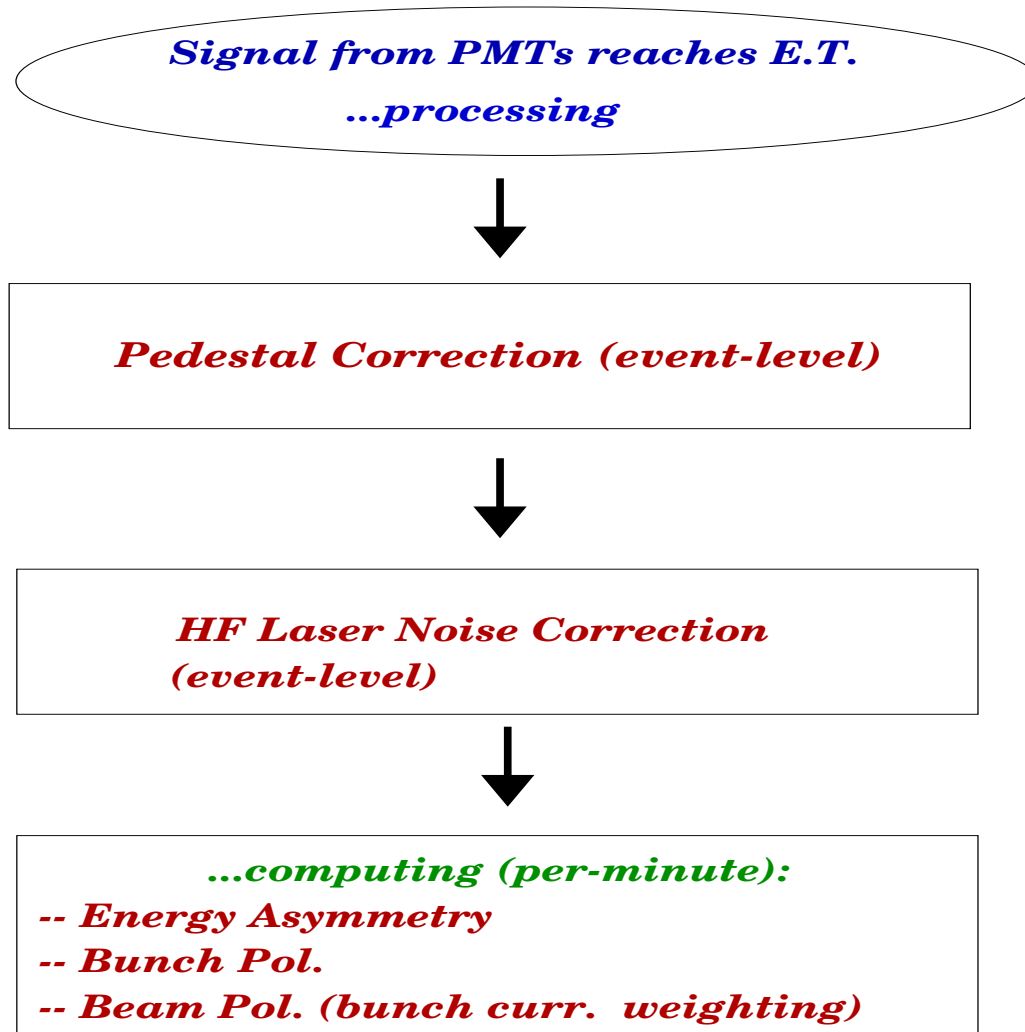 Signal from PMTs reaches E.T.
...processing
Pedestal Correction (event-level)
HF Laser Noise Correction
(event-level)
...computing (per-minute):
-- Energy Asymmetry
-- Bunch Pol.
-- Beam Pol. (bunch curr. weighting)